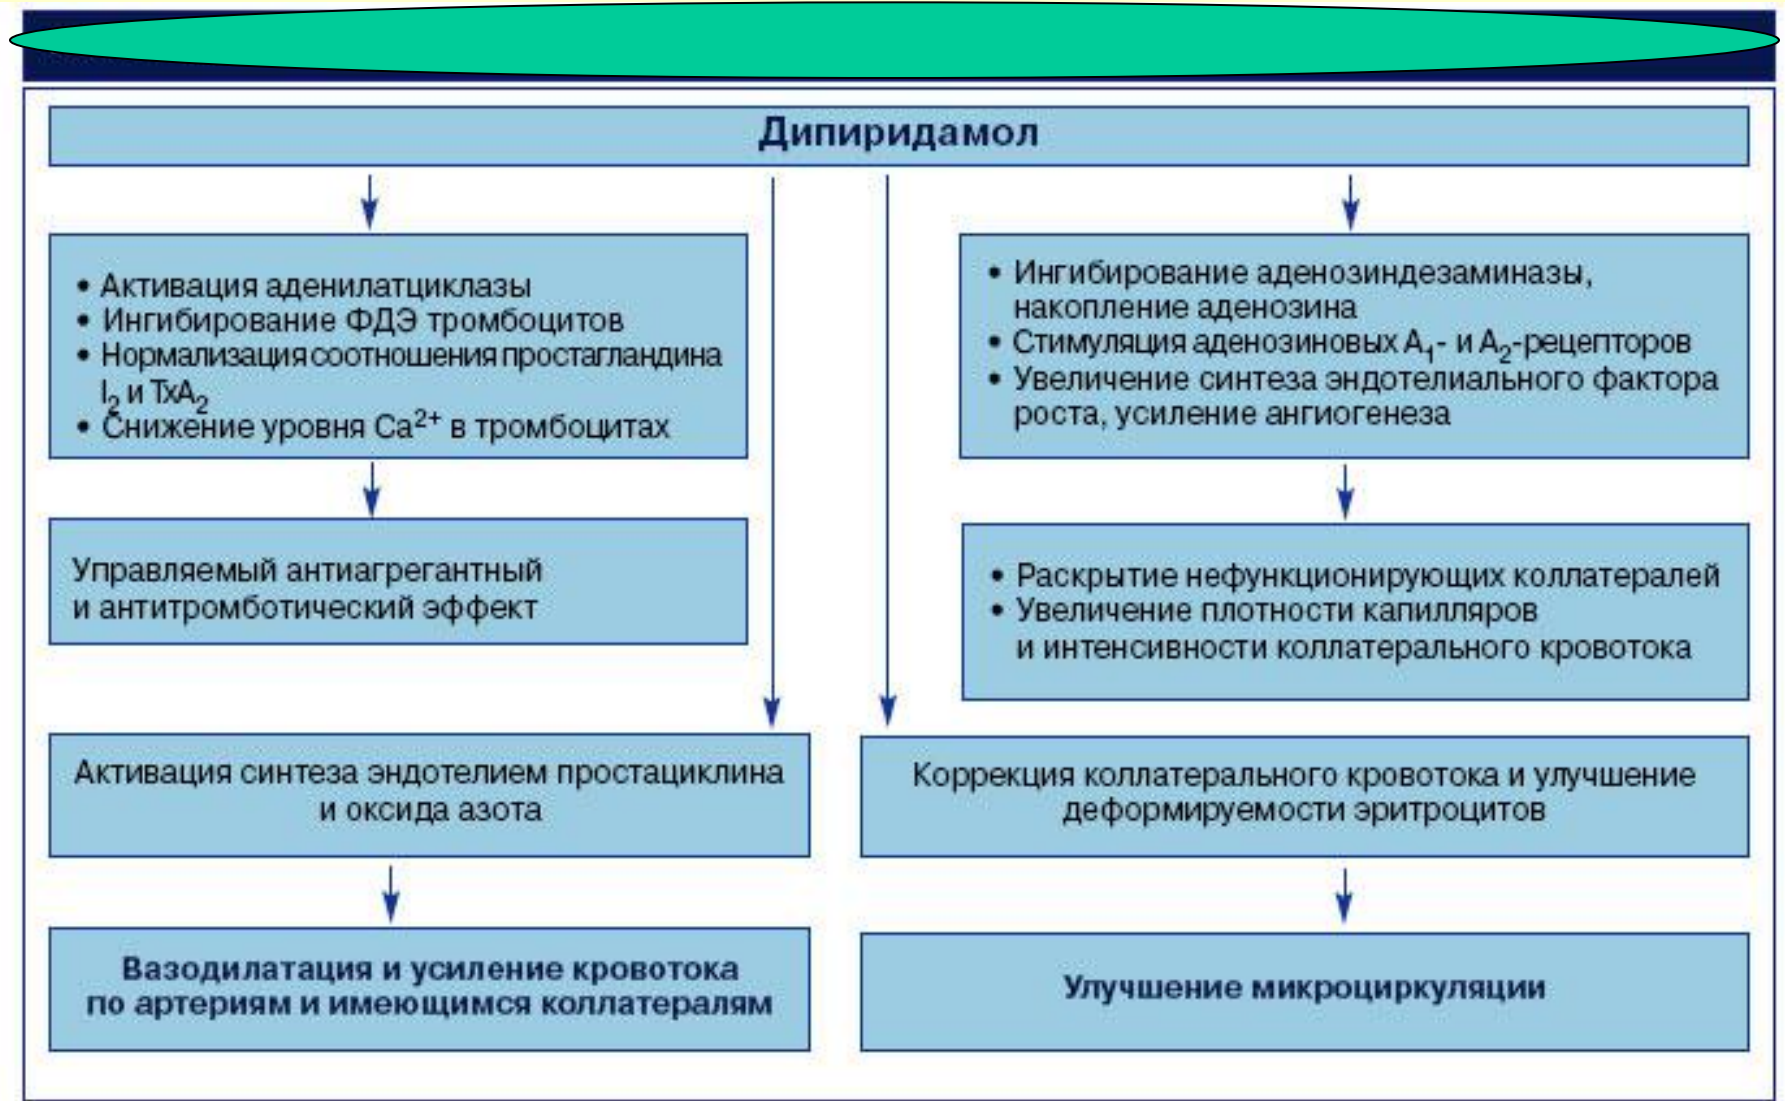 Дипиридамол
• Активация аденилатциклазы
• Ингибирование ФДЭ тромбоцитов
• Нормализация соотношения простагландина
I₂ и TxA₂
• Снижение уровня Ca²⁺ в тромбоцитах
• Ингибирование аденозиндезаминазы,
накопление аденозина
• Стимуляция аденозиновых A₁- и A₂-рецепторов
• Увеличение синтеза эндотелиального фактора
роста, усиление ангиогенеза
Управляемый антиагрегантный
и антитромботический эффект
• Раскрытие нефункционирующих коллатералей
• Увеличение плотности капилляров
и интенсивности коллатерального кровотока
Активация синтеза эндотелием простациклина
и оксида азота
Коррекция коллатерального кровотока и улучшение
деформируемости эритроцитов
Вазодилатация и усиление кровотока
по артериям и имеющимся коллатералям
Улучшение микроциркуляции